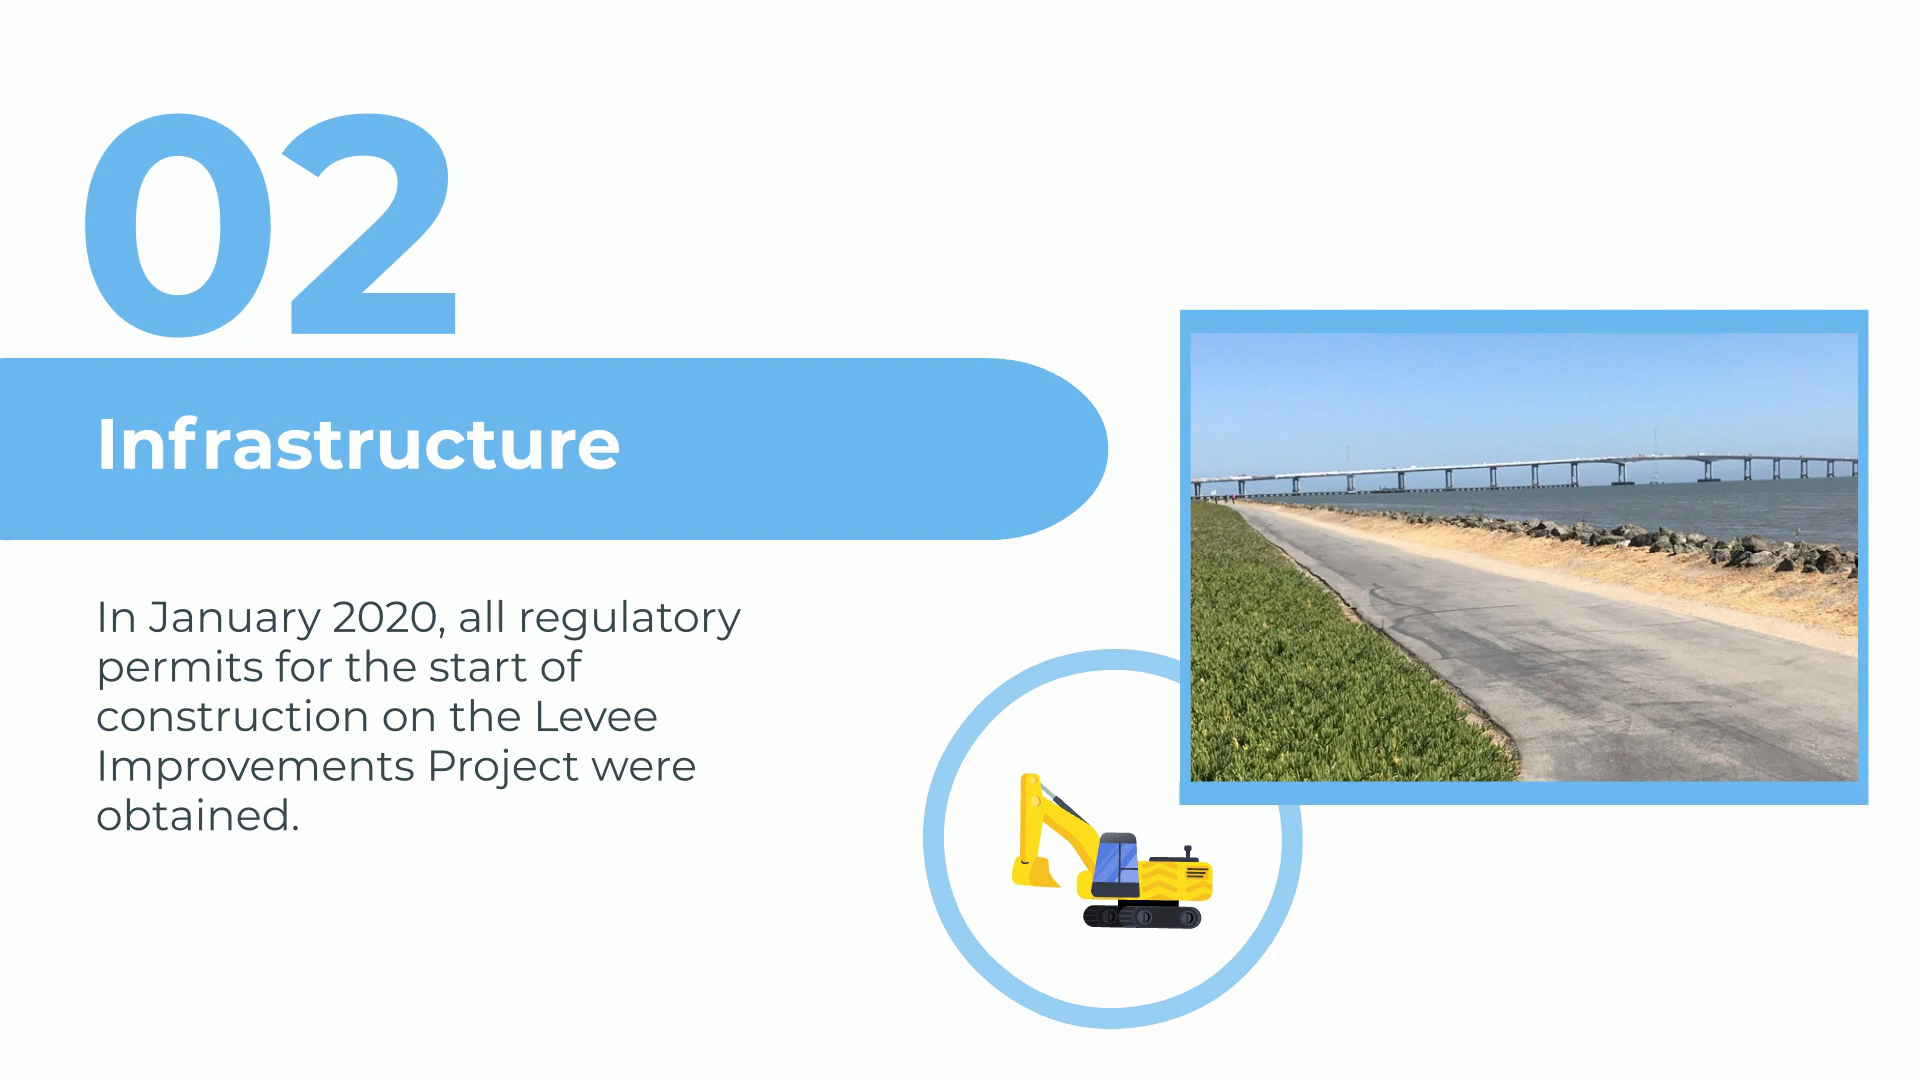 02
Infrastructure
In January 2020, all regulatory
permits for the start of
construction on the Levee
Improvements Project were
obtained.